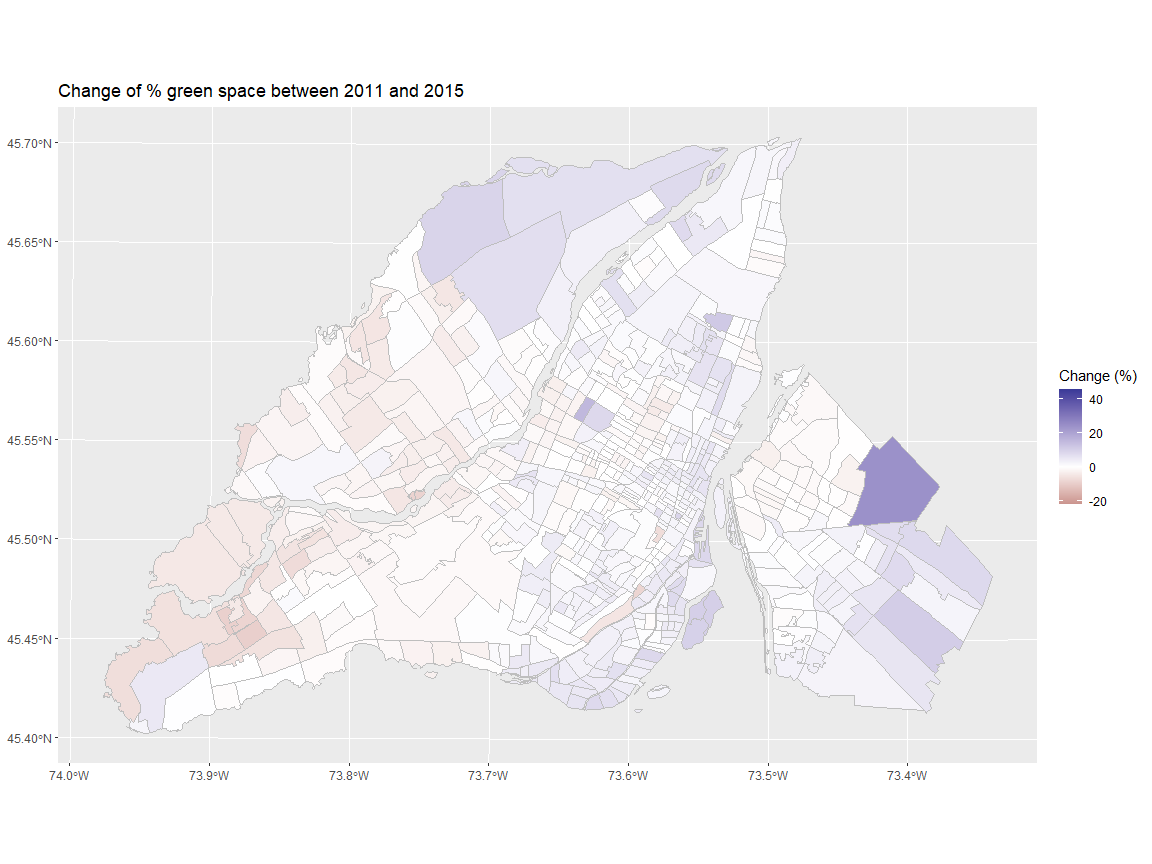 Change of % green space between 2011 and 2015
45.70°N
45.65°N
45.60°N
45.55°N
45.50°N
45.45°N
45.40°N
74.0°W
73.9°W
73.8°W
73.7°W
73.6°W
73.5°W
73.4°W
Change (%)
40
20
0
-20